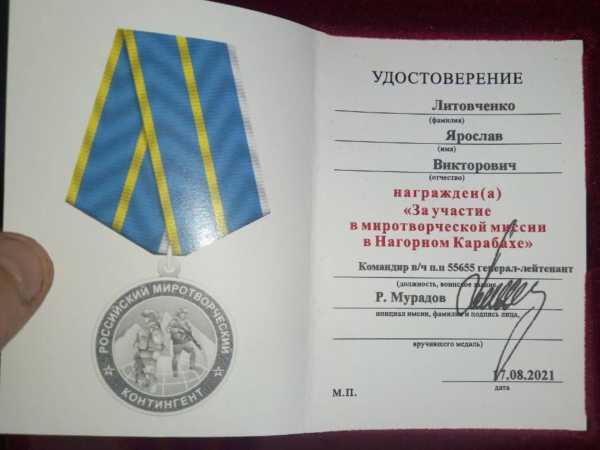 РОССИЙСКИЙ МИРОТВОРЧЕСКИЙ
КОНТИНГЕНТ
УДОСТОВЕРЕНИЕ
Литовченко
(фамилия)
Ярослав
(имя)
Викторович
(отчество)
награжден(а)
«За участие
в миротворческой миссии
в Нагорном Карабахе»
Командир в/ч п.п 55655 генерал-лейтенант
(должность, воинское звание,
Р. Мурадов
инициал имени, фамилия и подпись лица,
вручившего медаль)
17.08.2021
дата
М.П.